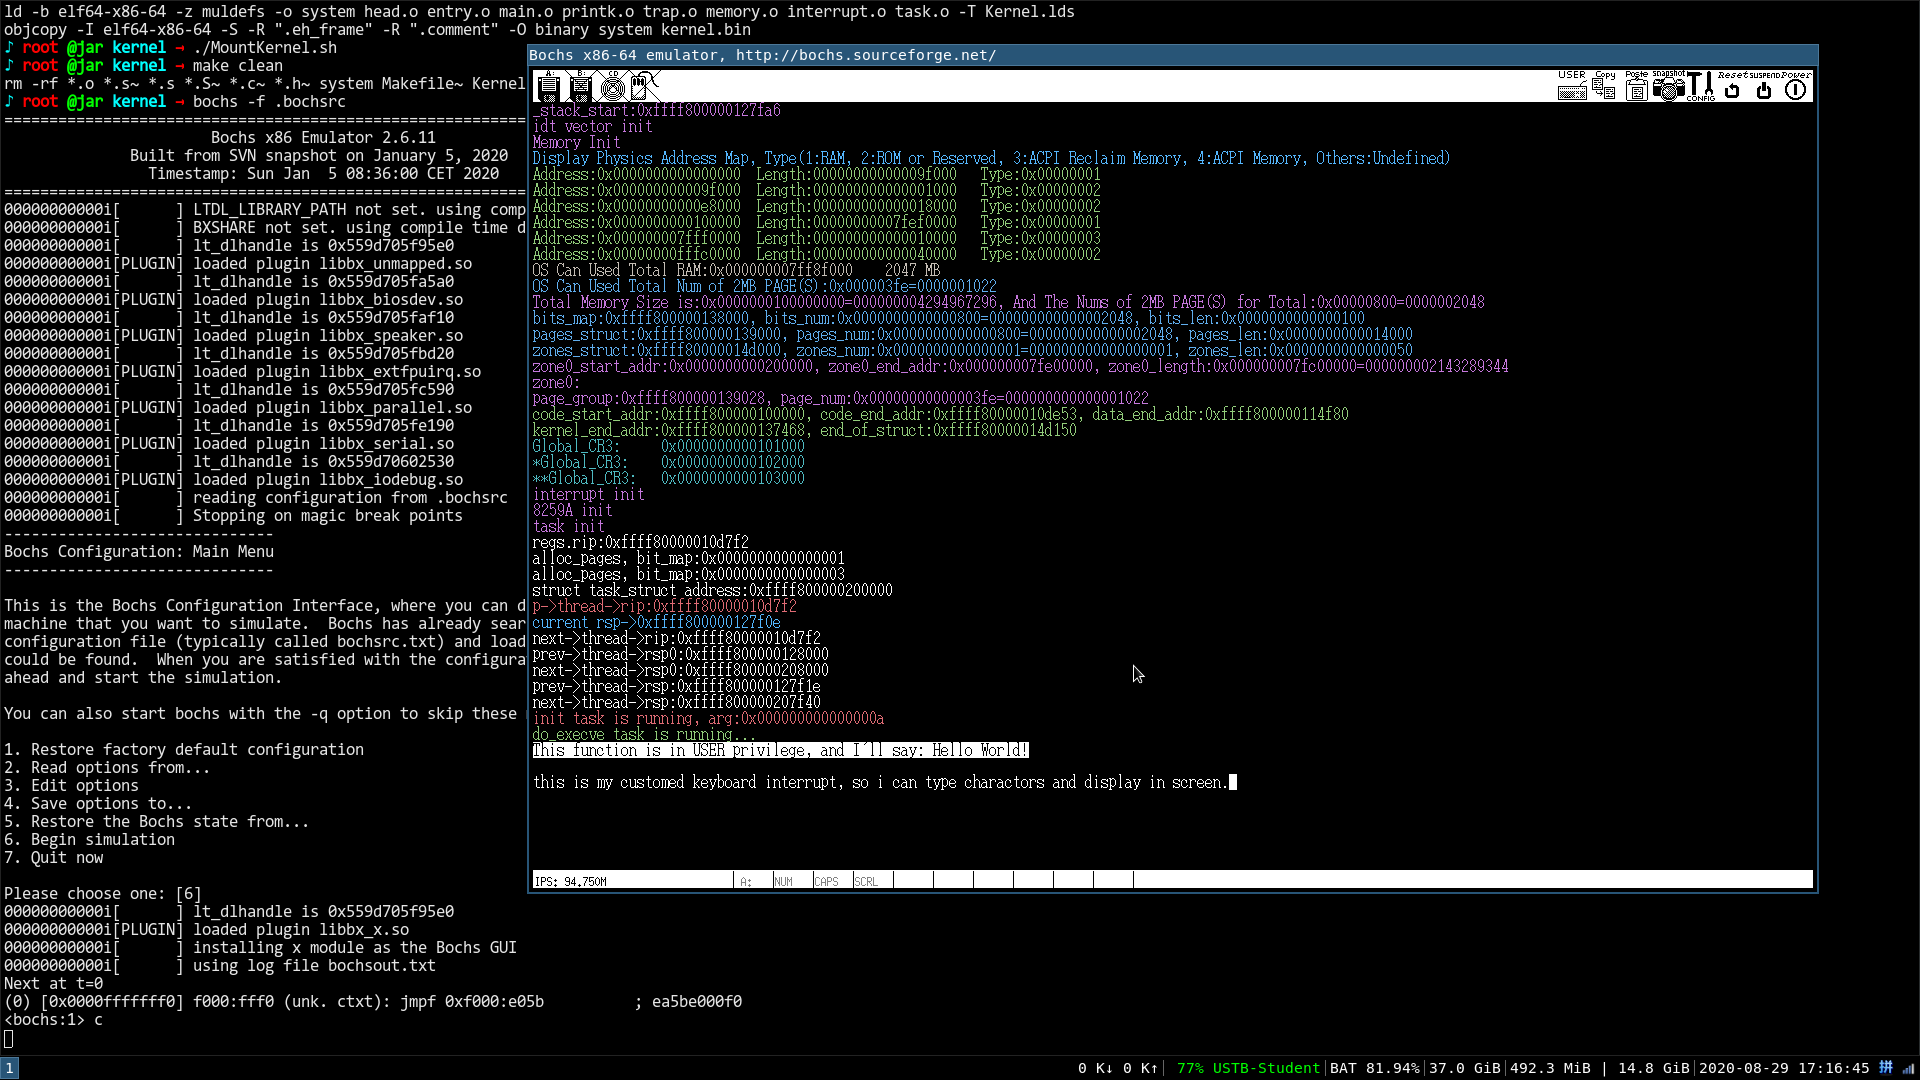 ld -b elf64-x86-64 -z muldefs -o system head.o entry.o main.o printk.o trap.o memory.o interrupt.o task.o -T Kernel.lds
objcopy -I elf64-x86-64 -S -R ".eh_frame" -R ".comment" -O binary system kernel.bin
♪ root @jar kernel → ./MountKernel.sh
♪ root @jar kernel → make clean
rm -rf *.o *.s~ *.s *.S~ *.c~ *.h~ system Makefile~ Kernel
♪ root @jar kernel → bochs -f .bochsrc
==========================================================
Bochs x86 Emulator 2.6.11
Built from SVN snapshot on January 5, 2020
Timestamp: Sun Jan  5 08:36:00 CET 2020
==========================================================
00000000000i[      ] LTDL_LIBRARY_PATH not set. using comp
00000000000i[      ] BXSHARE not set. using compile time d
00000000000i[      ] lt_dlhandle is 0x559d705f95e0
00000000000i[PLUGIN] loaded plugin libbx_unmapped.so
00000000000i[      ] lt_dlhandle is 0x559d705fa5a0
00000000000i[PLUGIN] loaded plugin libbx_biosdev.so
00000000000i[      ] lt_dlhandle is 0x559d705faf10
00000000000i[PLUGIN] loaded plugin libbx_speaker.so
00000000000i[      ] lt_dlhandle is 0x559d705fbd20
00000000000i[PLUGIN] loaded plugin libbx_extfpuirq.so
00000000000i[      ] lt_dlhandle is 0x559d705fc590
00000000000i[PLUGIN] loaded plugin libbx_parallel.so
00000000000i[      ] lt_dlhandle is 0x559d705fe190
00000000000i[PLUGIN] loaded plugin libbx_serial.so
00000000000i[      ] lt_dlhandle is 0x559d70602530
00000000000i[PLUGIN] loaded plugin libbx_iodebug.so
00000000000i[      ] reading configuration from .bochsrc
00000000000i[      ] Stopping on magic break points
------------------------------
Bochs Configuration: Main Menu
------------------------------
This is the Bochs Configuration Interface, where you can d
machine that you want to simulate.  Bochs has already sear
configuration file (typically called bochsrc.txt) and load
could be found.  When you are satisfied with the configura
ahead and start the simulation.
You can also start bochs with the -q option to skip these
1. Restore factory default configuration
2. Read options from...
3. Edit options
4. Save options to...
5. Restore the Bochs state from...
6. Begin simulation
7. Quit now
Please choose one: [6]
00000000000i[      ] lt_dlhandle is 0x559d705f95e0
00000000000i[PLUGIN] loaded plugin libbx_x.so
00000000000i[      ] installing x module as the Bochs GUI
00000000000i[      ] using log file bochsout.txt
Next at t=0
(0) [0x0000fffffff0] f000:fff0 (unk. ctxt): jmpf 0xf000:e05b          ; ea5be000f0
<bochs:1> c
Bochs x86-64 emulator, http://bochs.sourceforge.net/
A: B: CD USER Copy Paste snapshot CONFIG Reset SUSPEND Power
_stack_start:0xffff800000127fa6
idt vector init
Memory Init
Display Physics Address Map, Type(1:RAM, 2:ROM or Reserved, 3:ACPI Reclaim Memory, 4:ACPI Memory, Others:Undefined)
Address:0x0000000000000000  Length:000000000009f000   Type:0x00000001
Address:0x000000000009f000  Length:0000000000001000   Type:0x00000002
Address:0x00000000000e8000  Length:0000000000018000   Type:0x00000002
Address:0x0000000000100000  Length:000000007fef0000   Type:0x00000001
Address:0x000000007fff0000  Length:0000000000010000   Type:0x00000003
Address:0x00000000fffc0000  Length:0000000000040000   Type:0x00000002
OS Can Used Total RAM:0x000000007ff8f000    2047 MB
OS Can Used Total Num of 2MB PAGE(S):0x000003fe=0000001022
Total Memory Size is:0x0000000100000000=000000004294967296, And The Nums of 2MB PAGE(S) for Total:0x00000800=0000002048
bits_map:0xffff800000138000, bits_num:0x0000000000000800=000000000000002048, bits_len:0x0000000000000100
pages_struct:0xffff800000139000, pages_num:0x0000000000000800=000000000000002048, pages_len:0x0000000000014000
zones_struct:0xffff80000014d000, zones_num:0x0000000000000001=000000000000000001, zones_len:0x0000000000000050
zone0_start_addr:0x0000000000200000, zone0_end_addr:0x000000007fe00000, zone0_length:0x000000007fc00000=000000002143289344
zone0:
page_group:0xffff800000139028, page_num:0x00000000000003fe=000000000000001022
code_start_addr:0xffff800000100000, code_end_addr:0xffff80000010de53, data_end_addr:0xffff800000114f80
kernel_end_addr:0xffff800000137468, end_of_struct:0xffff80000014d150
Global_CR3:     0x0000000000101000
*Global_CR3:    0x0000000000102000
**Global_CR3:   0x0000000000103000
interrupt init
8259A init
task init
regs.rip:0xffff80000010d7f2
alloc_pages, bit_map:0x0000000000000001
alloc_pages, bit_map:0x0000000000000003
struct task_struct address:0xffff800000200000
p->thread->rip:0xffff80000010d7f2
current rsp->0xffff800000127f0e
next->thread->rip:0xffff80000010d7f2
prev->thread->rsp0:0xffff800000128000
next->thread->rsp0:0xffff800000208000
prev->thread->rsp:0xffff800000127f1e
next->thread->rsp:0xffff800000207f40
init task is running, arg:0x000000000000000a
do_execve task is running...
This function is in USER privilege, and I'll say: Hello World!
this is my customed keyboard interrupt, so i can type charactors and display in screen.
IPS: 94.750M A: NUM CAPS SCRL
1 0 K↓ 0 K↑| 77% USTB-Student|BAT 81.94%|37.0 GiB|492.3 MiB | 14.8 GiB|2020-08-29 17:16:45